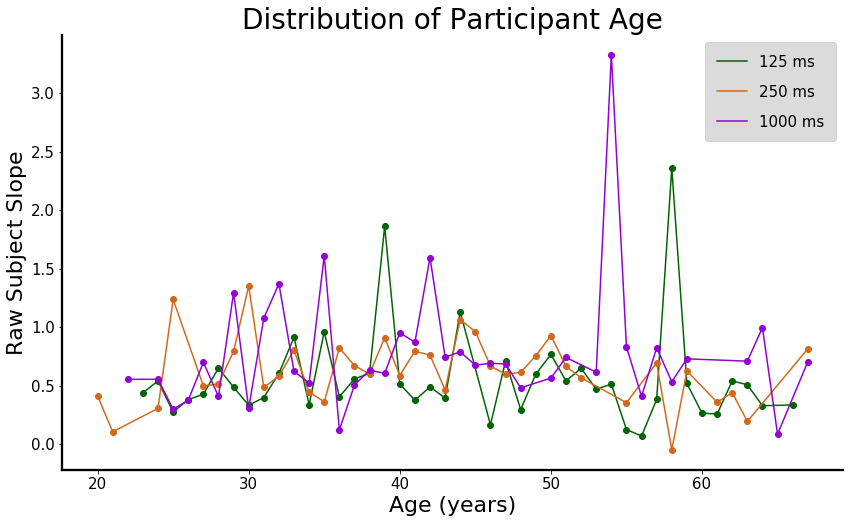 Distribution of Participant Age
125 ms
250 ms
1000 ms
Raw Subject Slope
3.0
2.5
2.0
1.5
1.0
0.5
0.0
20 30 40 50 60
Age (years)